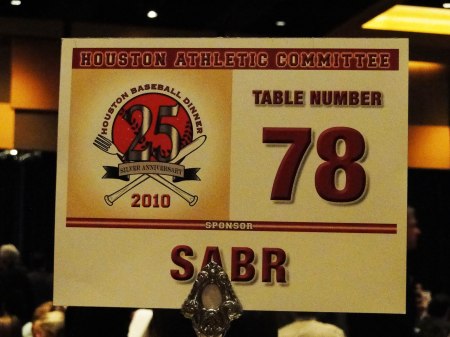 HOUSTON ATHLETIC COMMITTEE
HOUSTON BASEBALL DINNER
25
SILVER ANNIVERSARY
2010
TABLE NUMBER
78
SPONSOR
SABR